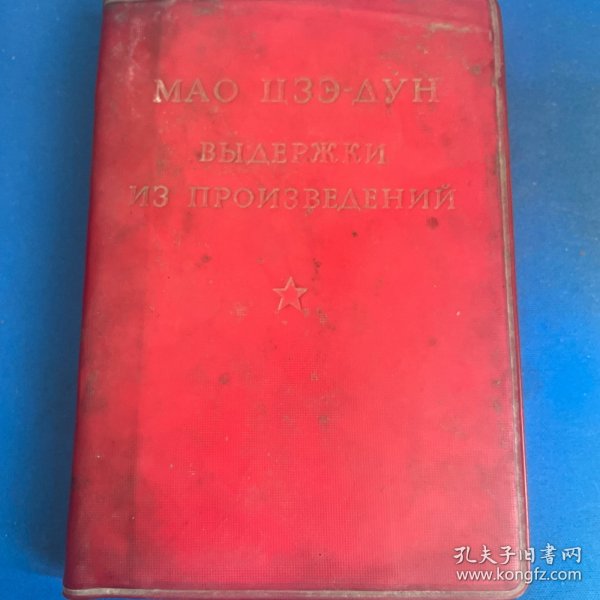 МАО ЦЗЭ-ДУН
ВЫДЕРЖКИ
ИЗ ПРОИЗВЕДЕНИЙ
孔夫子旧书网
www.kongfz.com